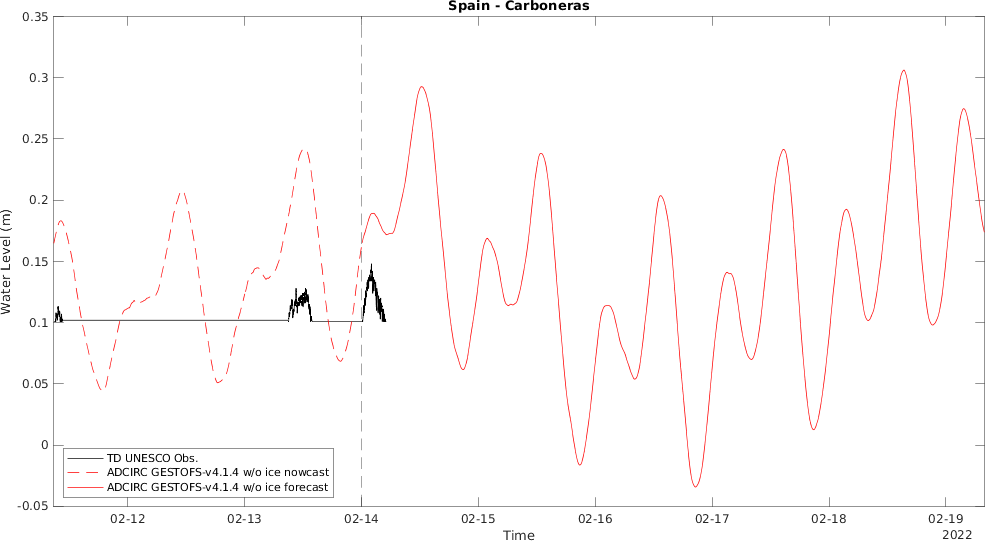 Spain - Carboneras
0.35
0.3
0.25
0.2
0.15
0.1
0.05
0
-0.05
Water Level (m)
TD UNESCO Obs.
ADCIRC GESTOFS-v4.1.4 w/o ice nowcast
ADCIRC GESTOFS-v4.1.4 w/o ice forecast
02-12 02-13 02-14 02-15 02-16 02-17 02-18 02-19
Time
2022